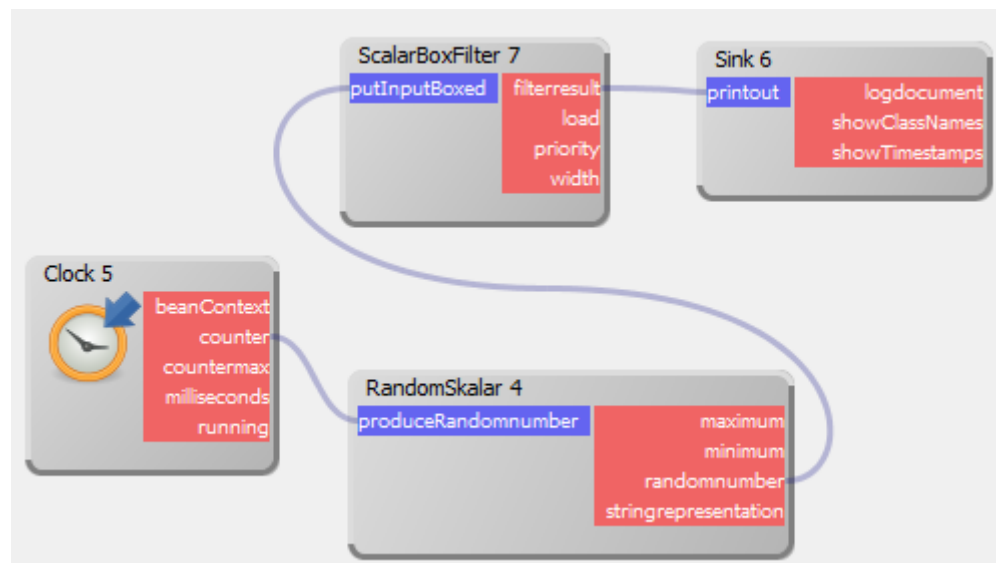 ScalarBoxFilter 7
putInputBoxed
filterresult
load
priority
width
Sink 6
printout
logdocument
showClassNames
showTimestamps
Clock 5
beanContext
counter
countermax
milliseconds
running
RandomSkalar 4
produceRandomnumber
maximum
minimum
randomnumber
stringrepresentation